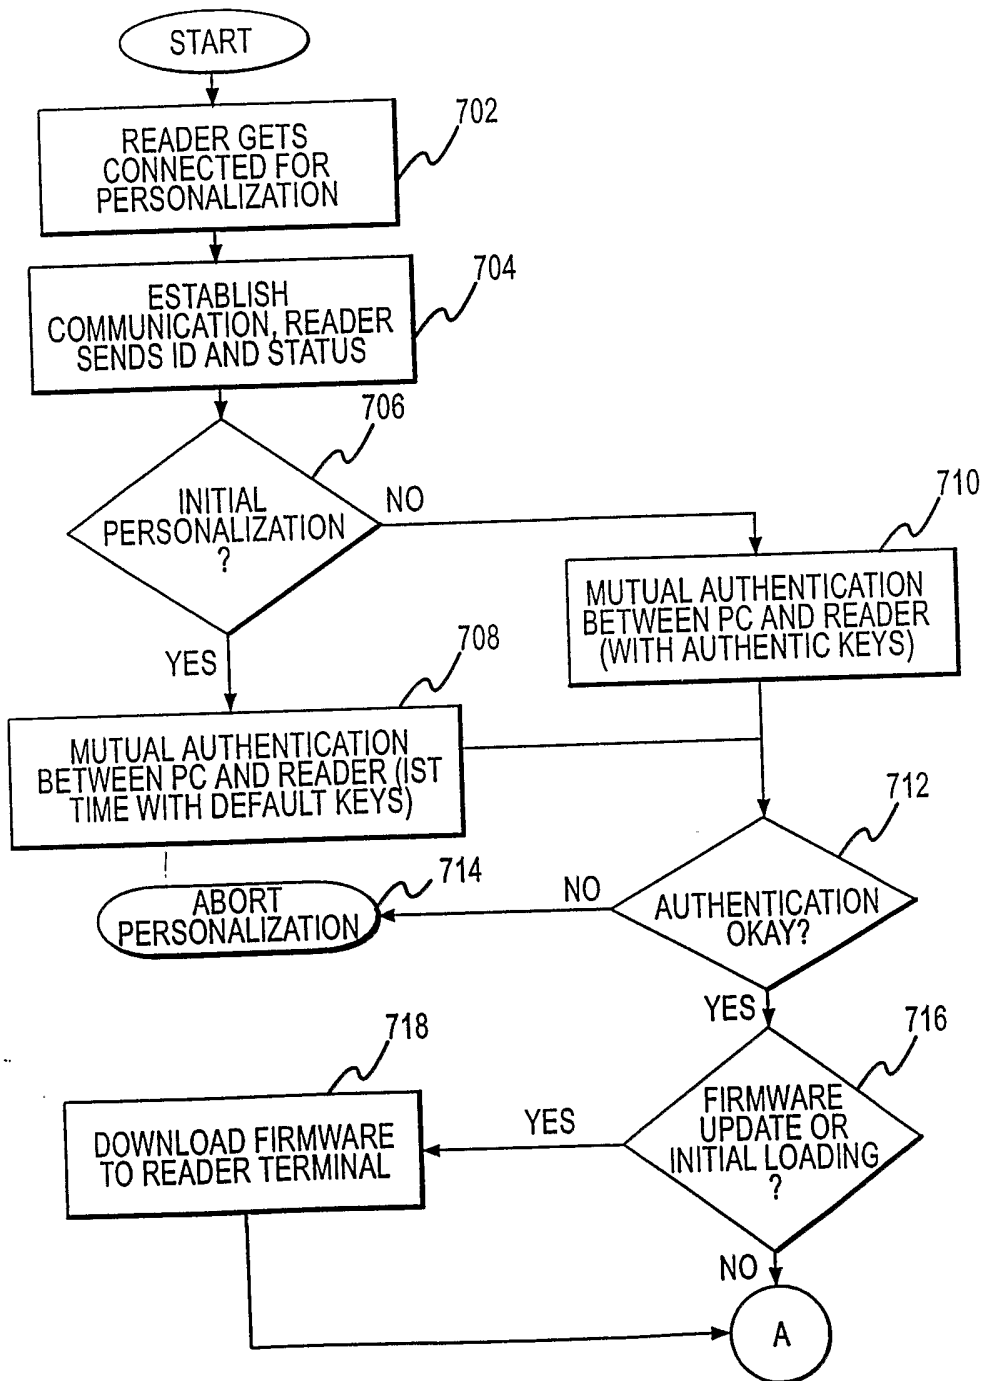 START
702
READER GETS
CONNECTED FOR
PERSONALIZATION
704
ESTABLISH
COMMUNICATION, READER
SENDS ID AND STATUS
706
INITIAL
PERSONALIZATION
?
NO
YES
710
MUTUAL AUTHENTICATION
BETWEEN PC AND READER
(WITH AUTHENTIC KEYS)
708
MUTUAL AUTHENTICATION
BETWEEN PC AND READER (IST
TIME WITH DEFAULT KEYS)
712
AUTHENTICATION
OKAY?
NO
714
ABORT
PERSONALIZATION
YES
716
FIRMWARE
UPDATE OR
INITIAL LOADING
?
YES
718
DOWNLOAD FIRMWARE
TO READER TERMINAL
NO
A